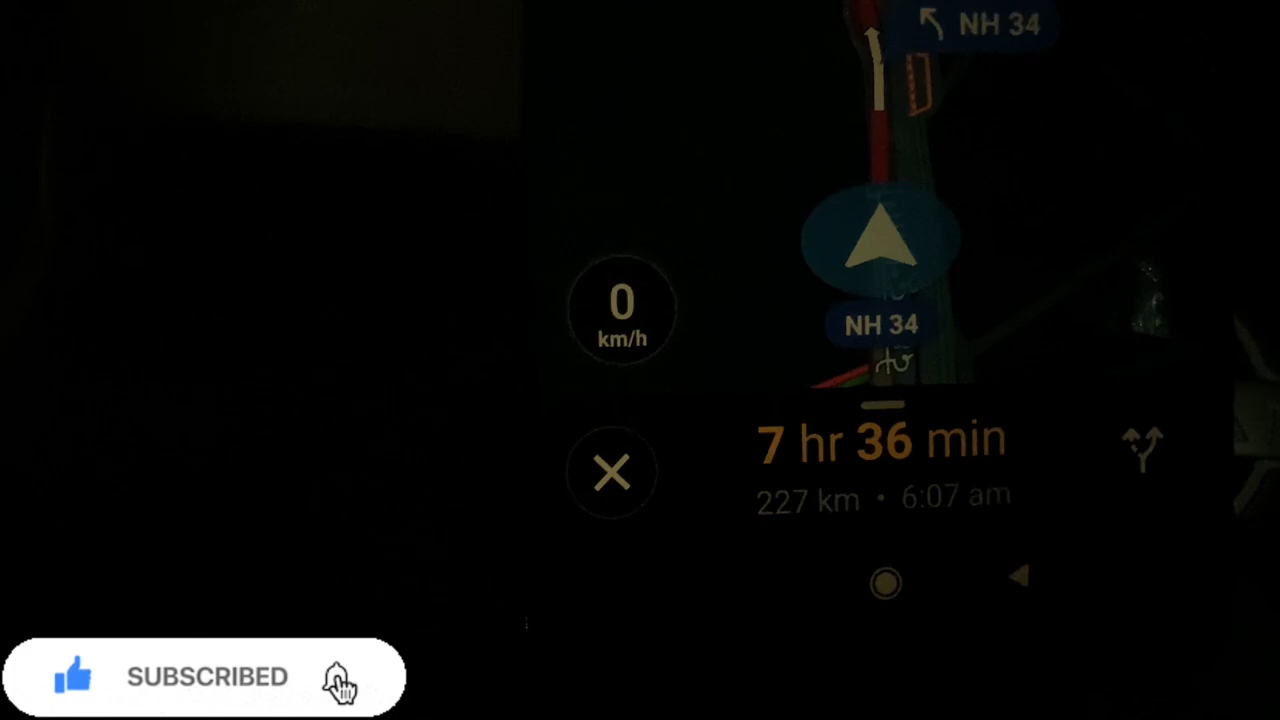 NH 34
0
km/h
NH 34
7 hr 36 min
227 km • 6:07 am
SUBSCRIBED